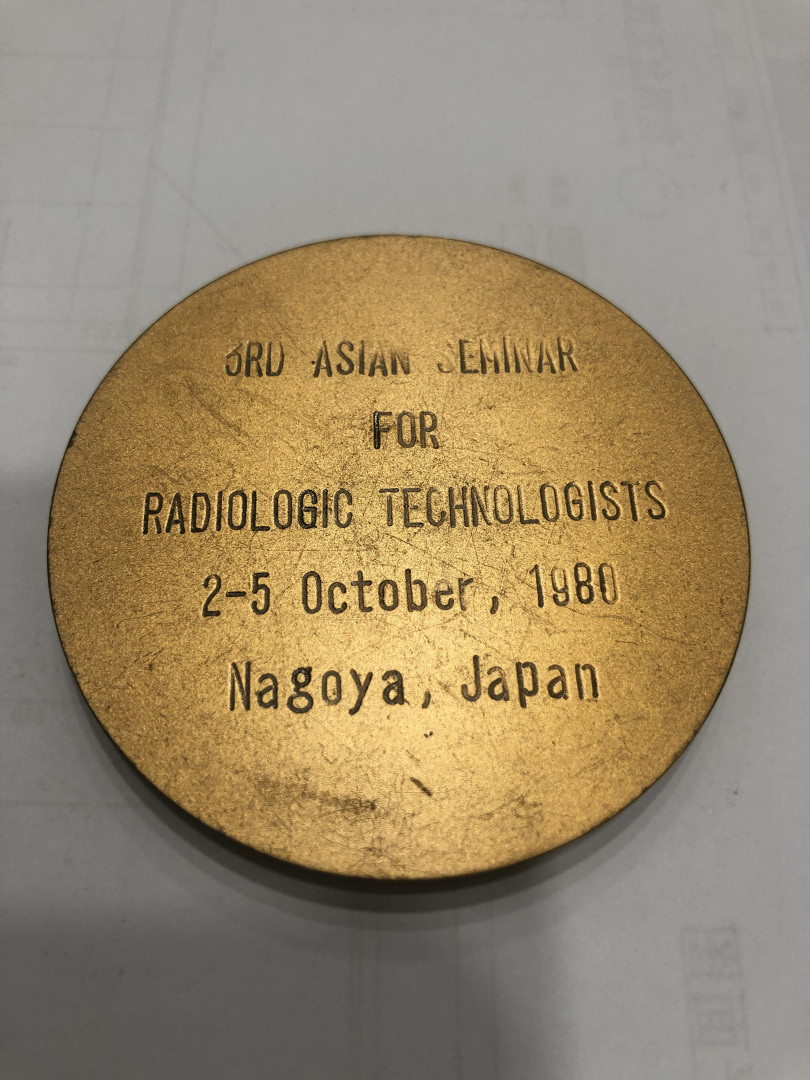 3RD ASIAN SEMINAR
FOR
RADIOLOGIC TECHNOLOGISTS
2-5 October, 1980
Nagoya, Japan